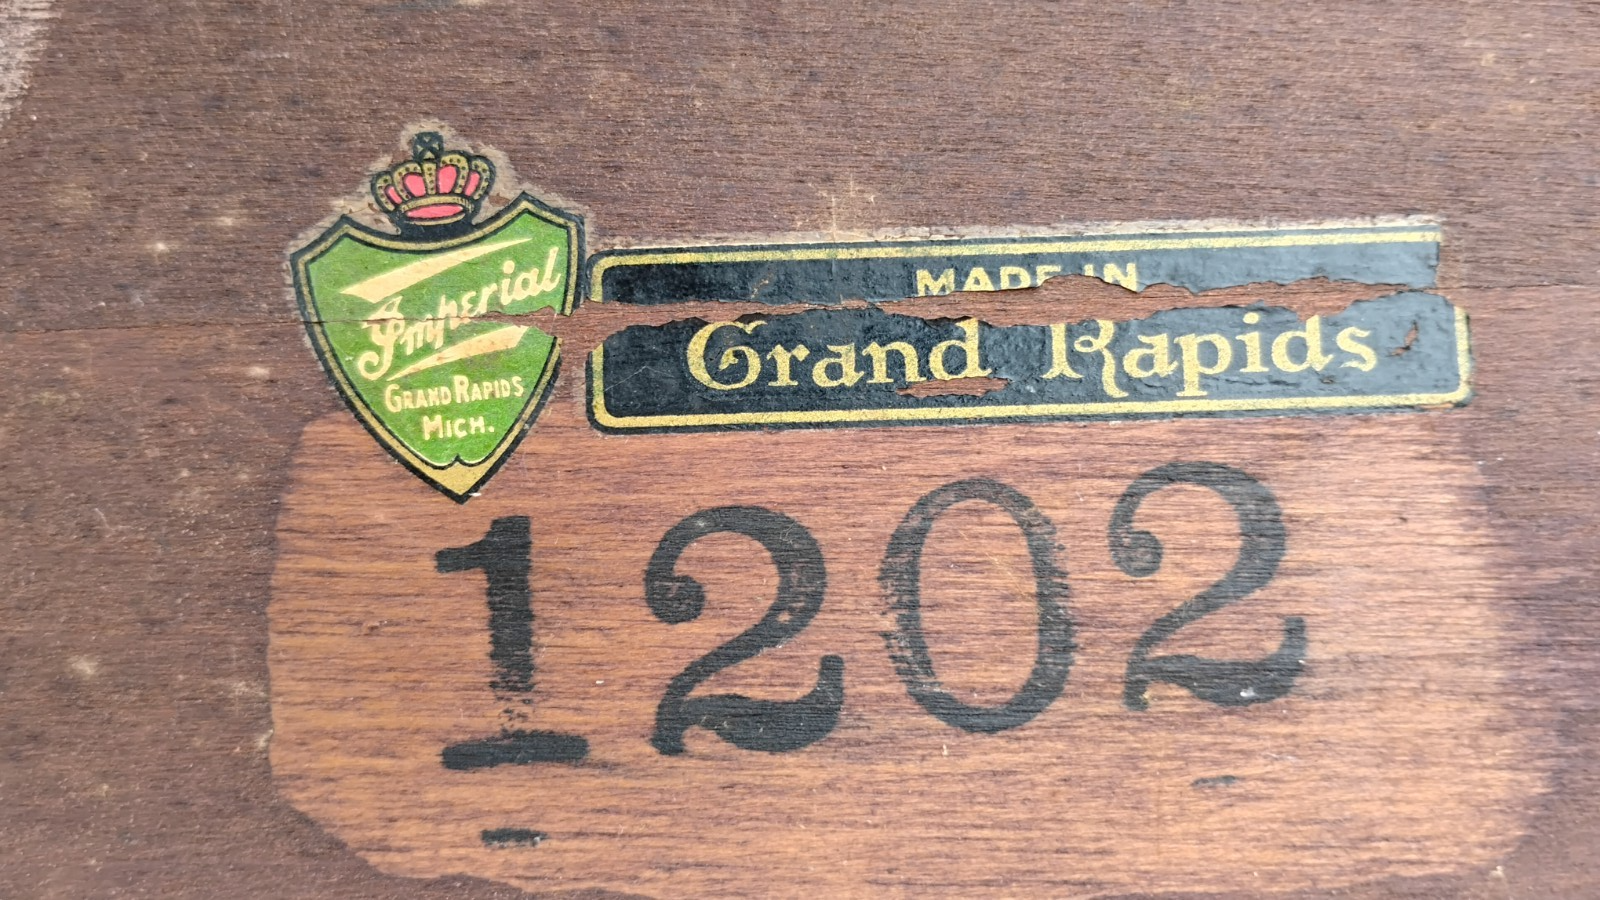 Imperial
GRAND RAPIDS
MICH.
MADE IN
Grand Rapids
1202